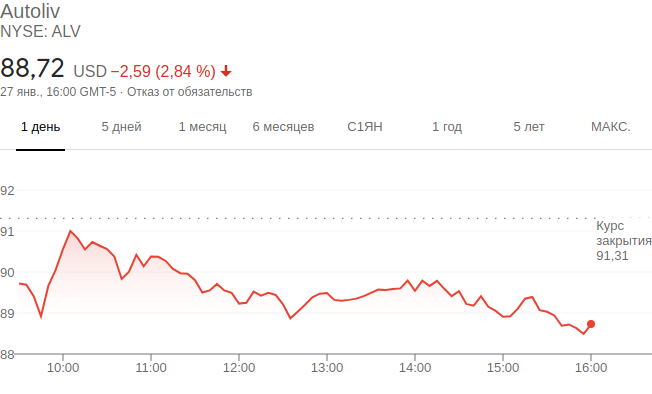 Autoliv
NYSE: ALV
88,72 USD −2,59 (2,84 %)
27 янв., 16:00 GMT-5 · Отказ от обязательств
1 день 5 дней 1 месяц 6 месяцев С1ЯН 1 год 5 лет МАКС.
92
91
90
89
88
Курс
закрытия
91,31
10:00 11:00 12:00 13:00 14:00 15:00 16:00